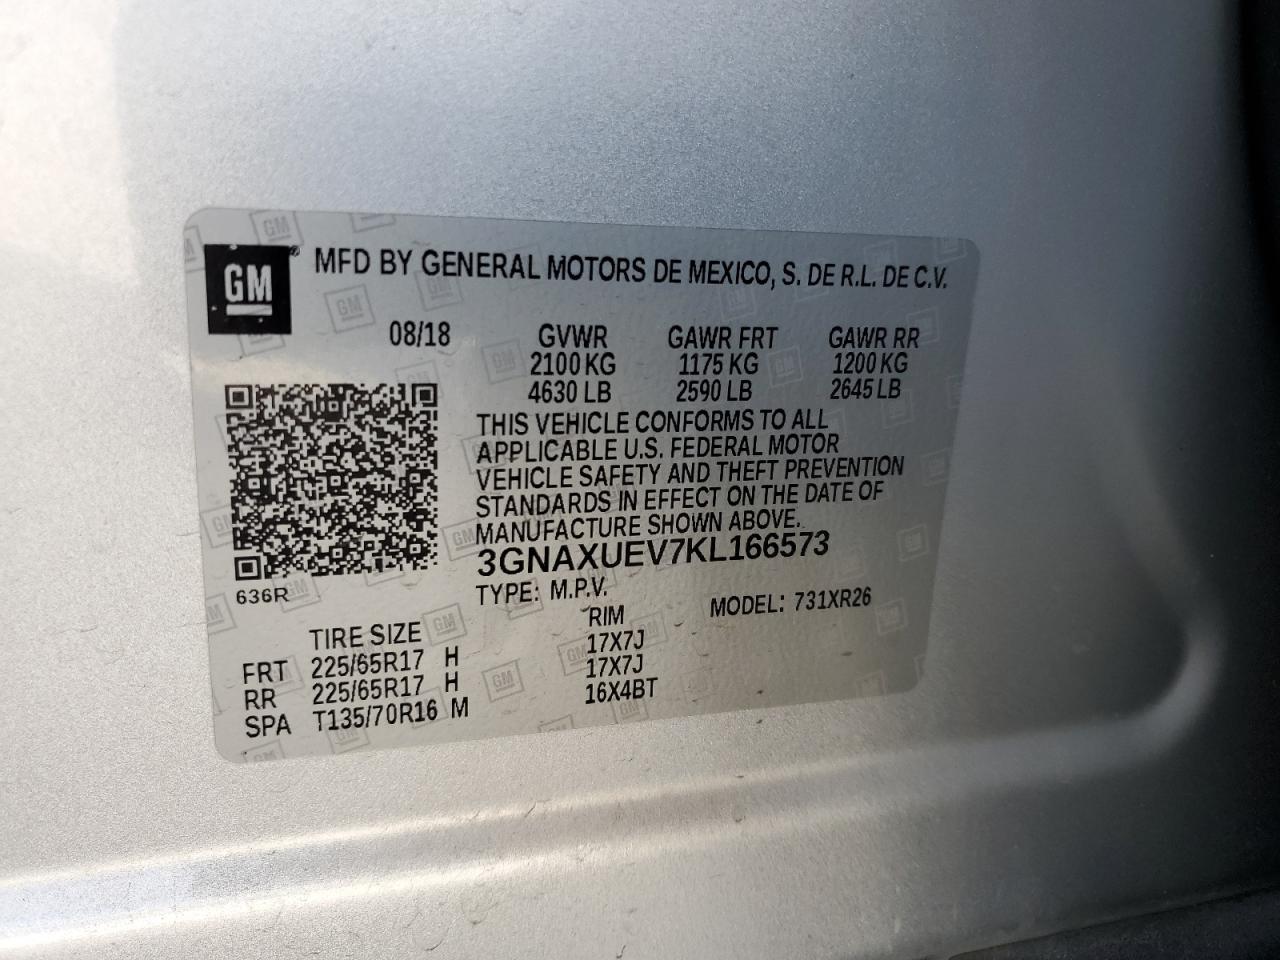 GM® MFD BY GENERAL MOTORS DE MEXICO, S. DE R.L. DE C.V.
08/18 GVWR GAWR FRT GAWR RR
2100 KG 1175 KG 1200 KG
4630 LB 2590 LB 2645 LB
THIS VEHICLE CONFORMS TO ALL
APPLICABLE U.S. FEDERAL MOTOR
VEHICLE SAFETY AND THEFT PREVENTION
STANDARDS IN EFFECT ON THE DATE OF
MANUFACTURE SHOWN ABOVE.
3GNAXUEV7KL166573
636R
TYPE: M.P.V. MODEL: 731XR26
TIRE SIZE RIM
FRT 225/65R17 H 17X7J
RR 225/65R17 H 17X7J
SPA T135/70R16 M 16X4BT